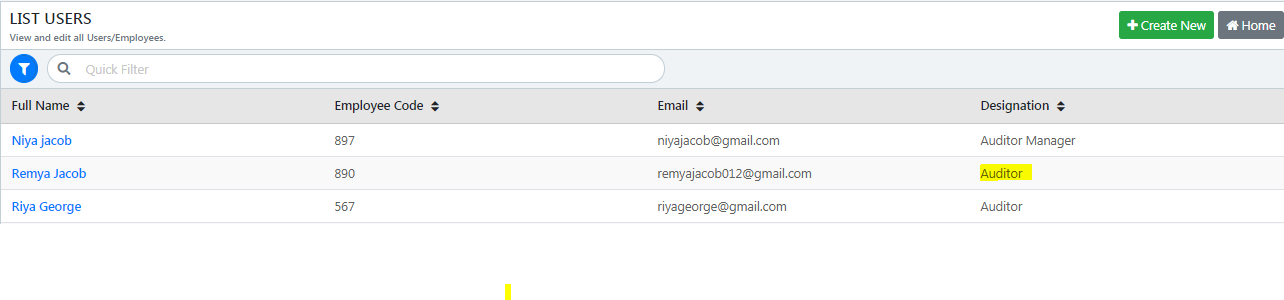 LIST USERS
View and edit all Users/Employees.
Create New
Home
Quick Filter
Full Name Employee Code Email Designation
Niya jacob 897 niyajacob@gmail.com Auditor Manager
Remya Jacob 890 remyajacob012@gmail.com Auditor
Riya George 567 riyageorge@gmail.com Auditor